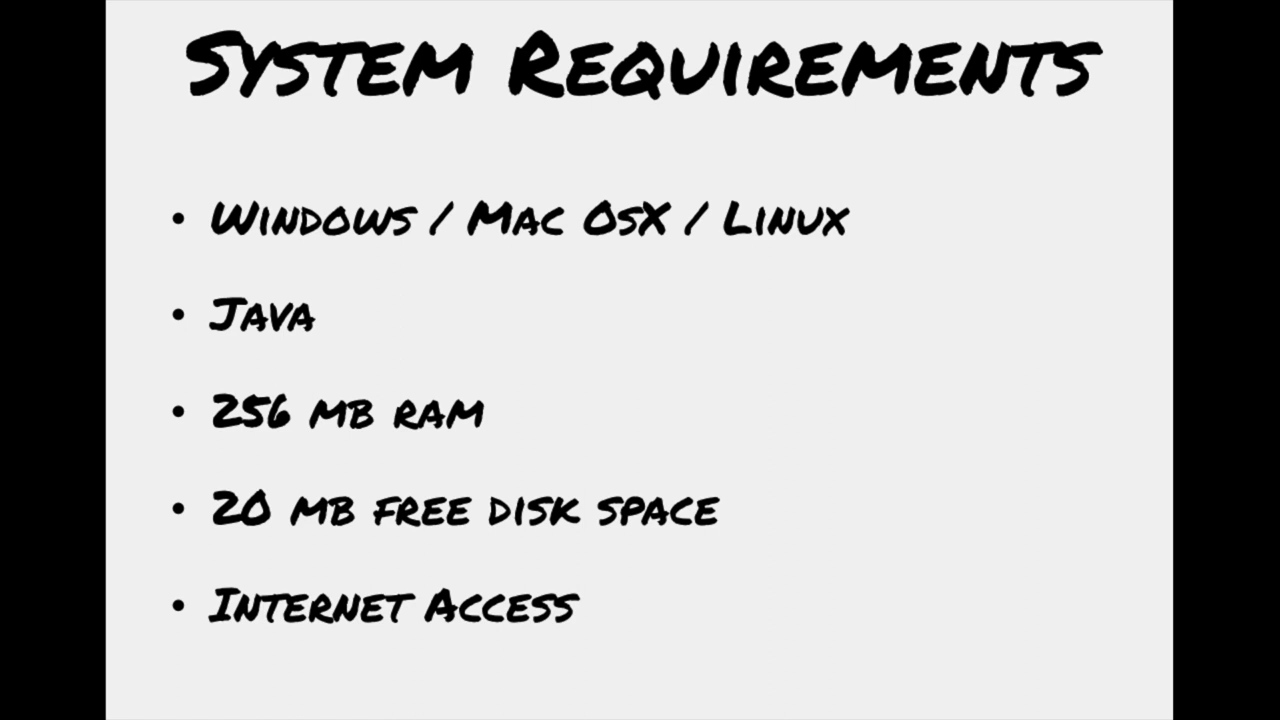 System Requirements
• Windows / Mac OsX / Linux
• Java
• 256 mb ram
• 20 mb free disk space
• Internet Access